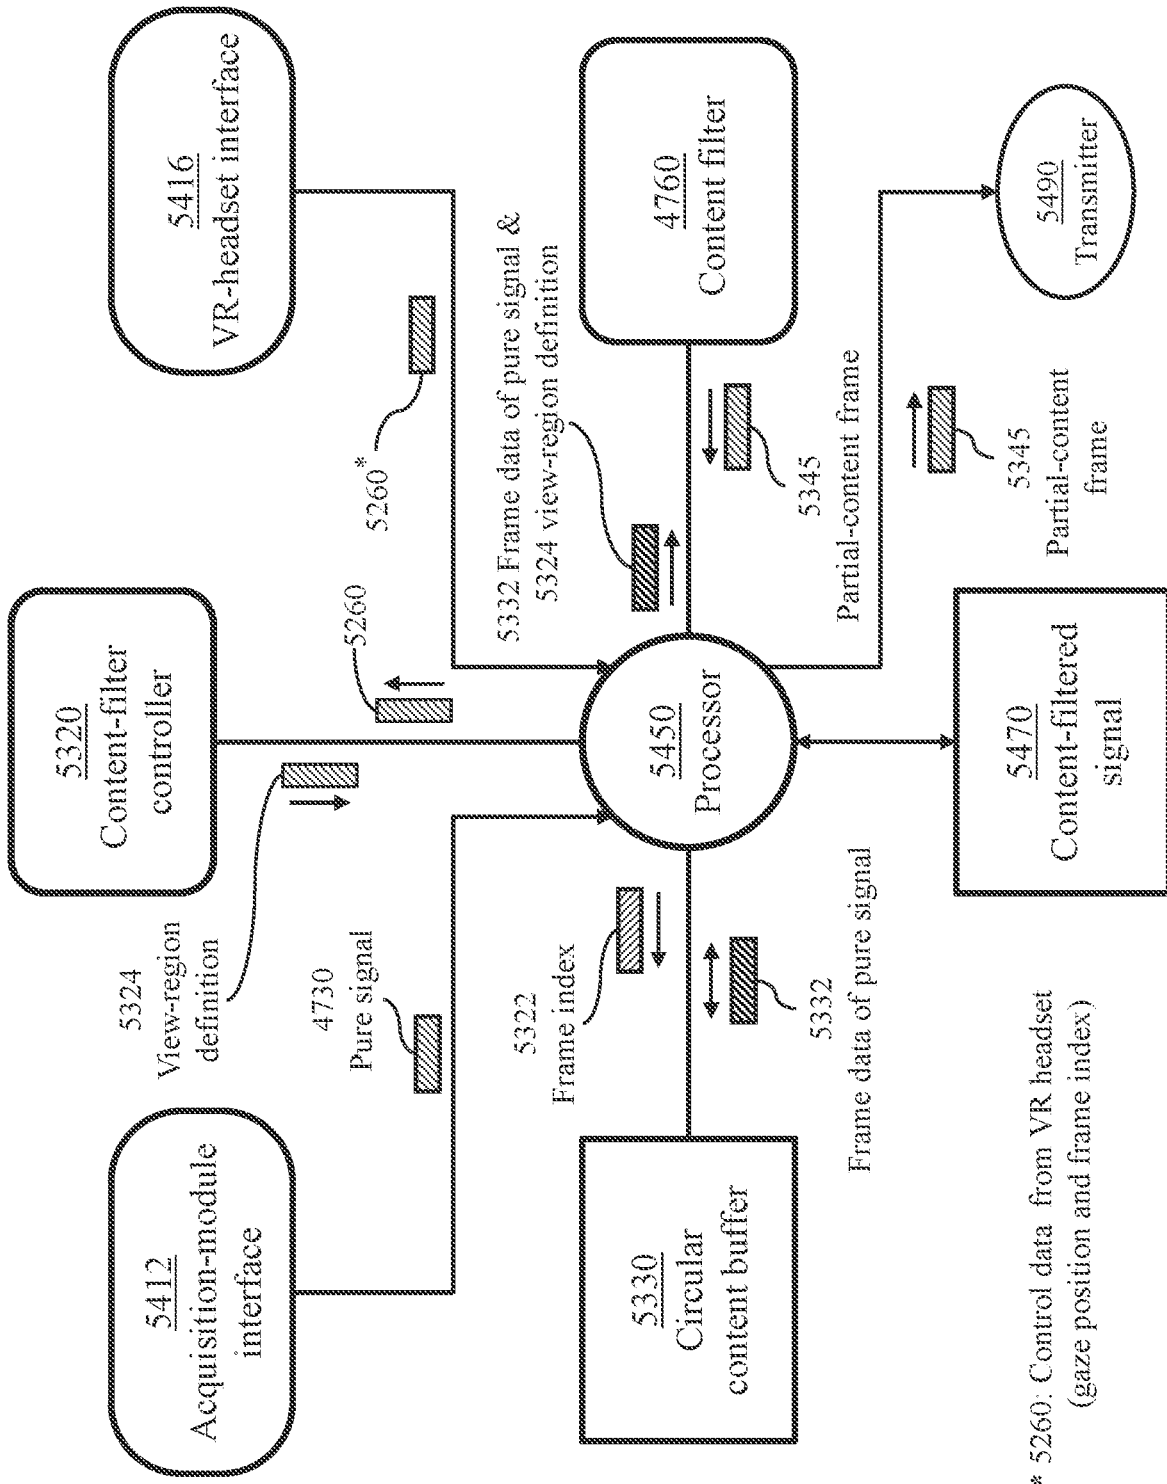 5412
Acquisition-module
interface
5324
View-region
definition
4730
Pure signal
5320
Content-filter
controller
5260
5260*
5416
VR-headset interface
5332 Frame data of pure signal &
5324 view-region definition
5330
Circular
content buffer
5322
Frame index
5332
Frame data of pure signal
5450
Processor
5345
4760
Content filter
Partial-content frame
5470
Content-filtered
signal
5345
Partial-content
frame
5490
Transmitter
* 5260: Control data from VR headset
(gaze position and frame index)